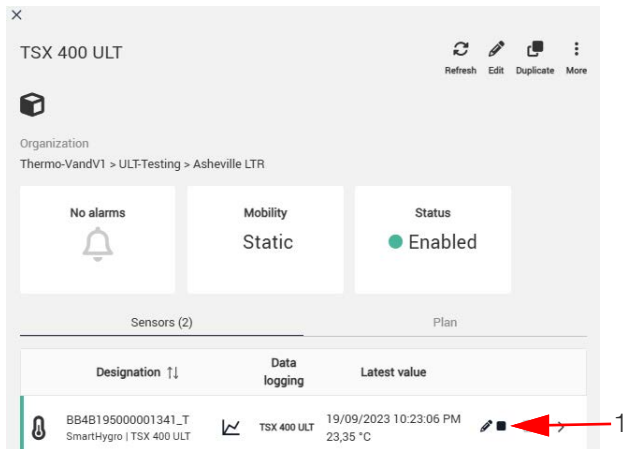 TSX 400 ULT
Refresh Edit Duplicate More
Organization
Thermo-VandV1 > ULT-Testing > Asheville LTR
No alarms
Mobility
Static
Status
Enabled
Sensors (2)
Plan
Designation ↑↓
Data
logging
Latest value
BB4B195000001341_T
SmartHygro | TSX 400 ULT
TSX 400 ULT
19/09/2023 10:23:06 PM
23,35 °C
1